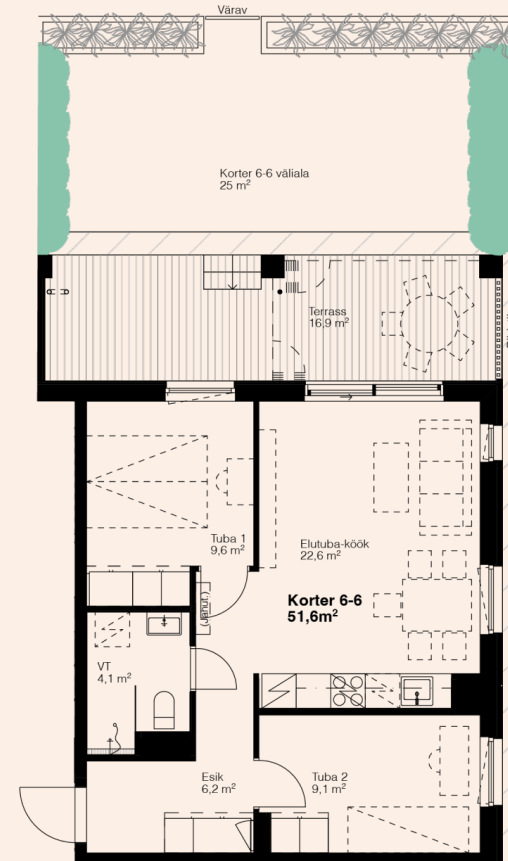 Värav
Korter 6-6 väliala
25 m²
Terrass
16,9 m²
Tuba 1
9,6 m²
Elutuba-köök
22,6 m²
(Jahut.)
Korter 6-6
51,6m²
VT
4,1 m²
Esik
6,2 m²
Tuba 2
9,1 m²